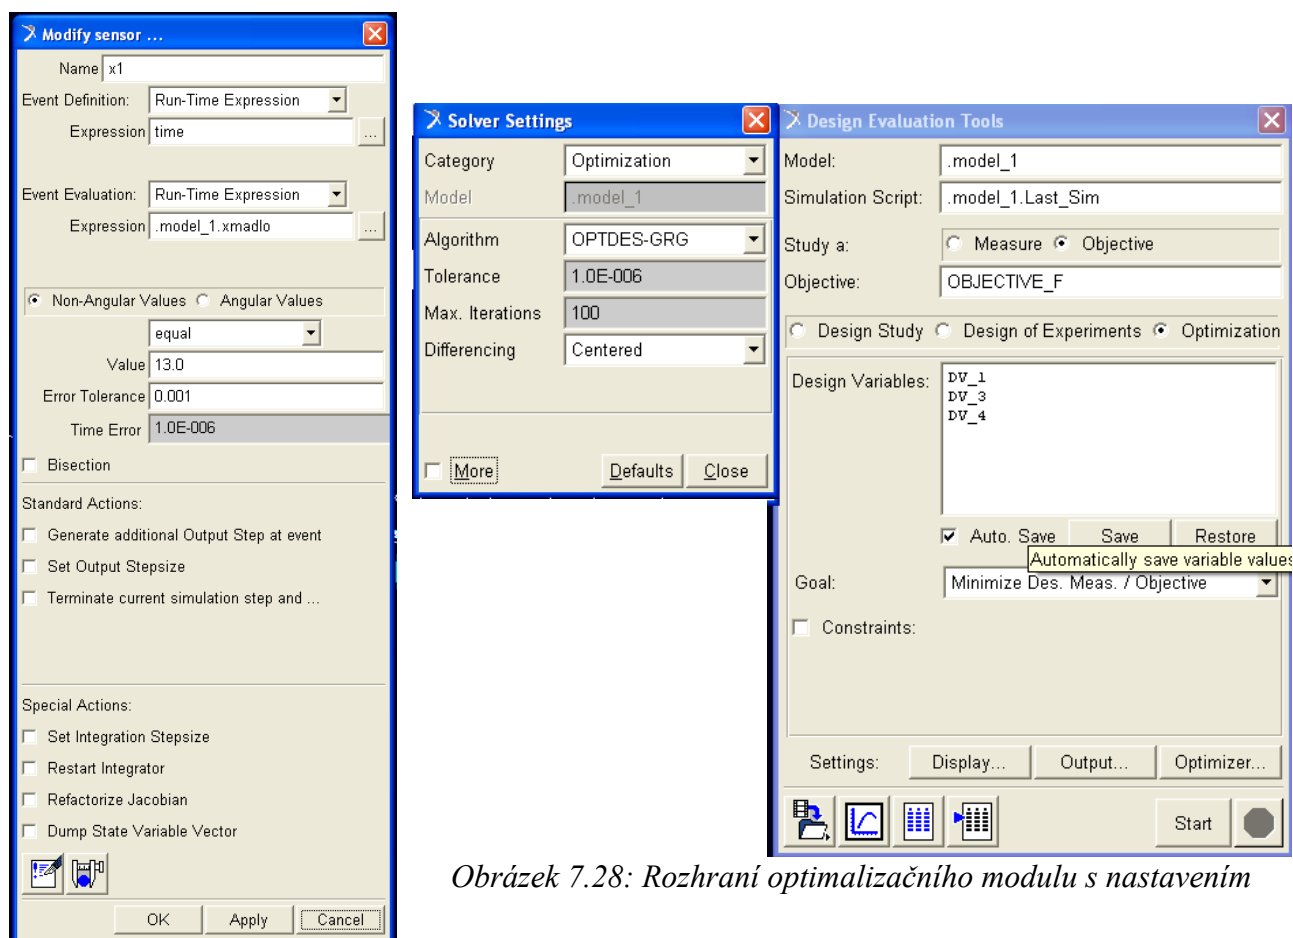 Modify sensor ...
Name x1
Event Definition: Run-Time Expression
Expression time ...
Event Evaluation: Run-Time Expression
Expression .model_1.xmadlo ...
Non-Angular Values Angular Values
equal
Value 13.0
Error Tolerance 0.001
Time Error 1.0E-006
Bisection
Standard Actions:
Generate additional Output Step at event
Set Output Stepsize
Terminate current simulation step and ...
Special Actions:
Set Integration Stepsize
Restart Integrator
Refactorize Jacobian
Dump State Variable Vector
OK Apply Cancel
Solver Settings
Category Optimization
Model .model_1
Algorithm OPTDES-GRG
Tolerance 1.0E-006
Max. Iterations 100
Differencing Centered
More Defaults Close
Design Evaluation Tools
Model: .model_1
Simulation Script: .model_1.Last_Sim
Study a: Measure Objective
Objective: OBJECTIVE_F
Design Study Design of Experiments Optimization
Design Variables: DV_1
DV_3
DV_4
Auto. Save Save Restore
Automatically save variable values
Goal: Minimize Des. Meas. / Objective
Constraints:
Settings: Display... Output... Optimizer...
Start
Obrázek 7.28: Rozhraní optimalizačního modulu s nastavením